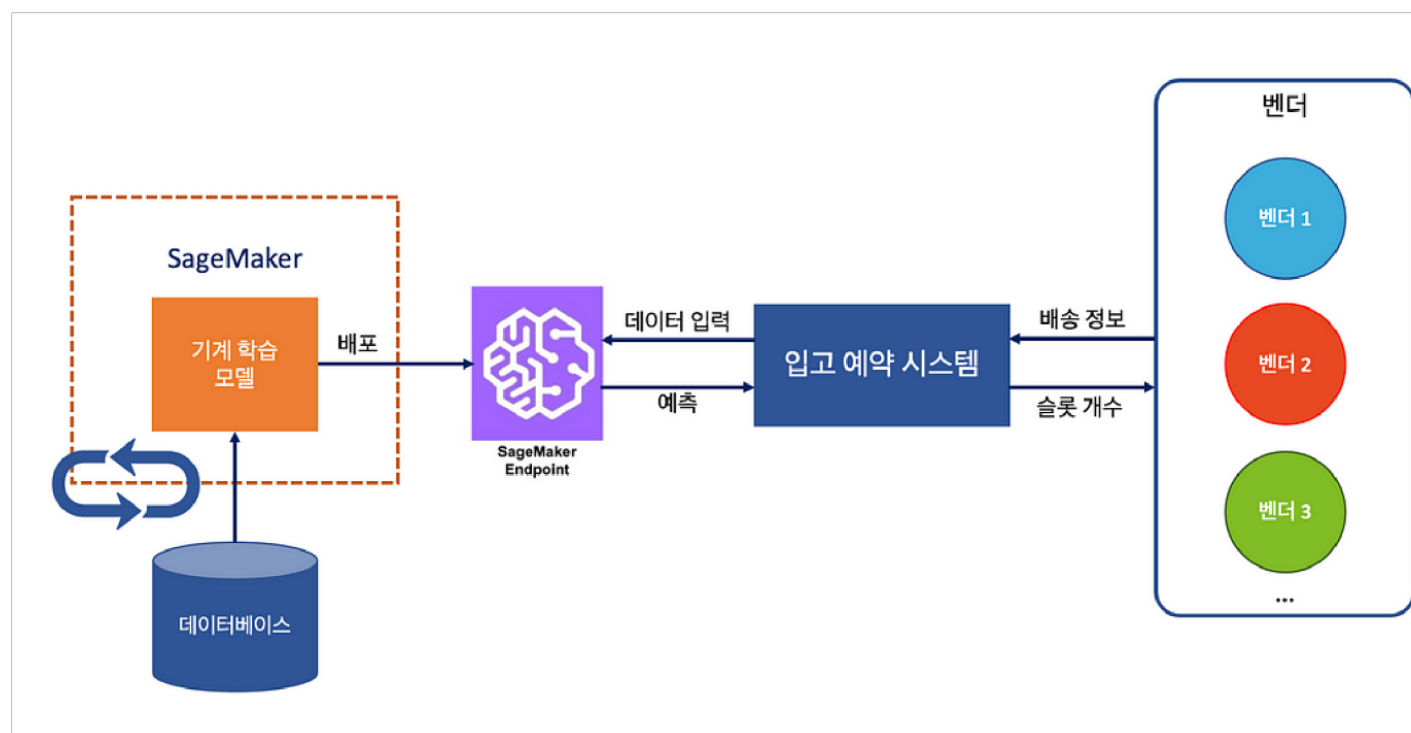 벤더
벤더 1
SageMaker
기계 학습
모델
배포
데이터 입력
예측
SageMaker
Endpoint
입고 예약 시스템
배송 정보
슬롯 개수
벤더 2
벤더 3
...
데이터베이스